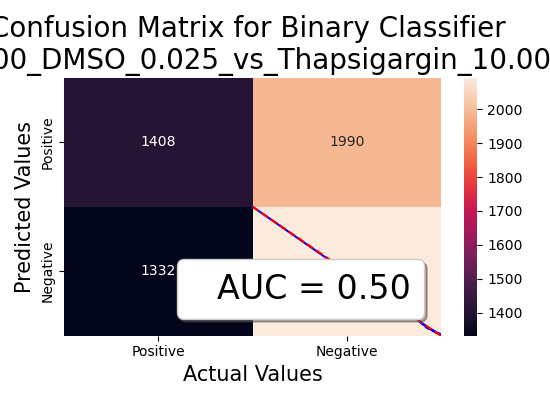 Confusion Matrix for Binary Classifier
00_DMSO_0.025_vs_Thapsigargin_10.00
Predicted Values
Positive
Negative
1408
1990
1332
AUC = 0.50
Positive
Negative
Actual Values
2000
1900
1800
1700
1600
1500
1400